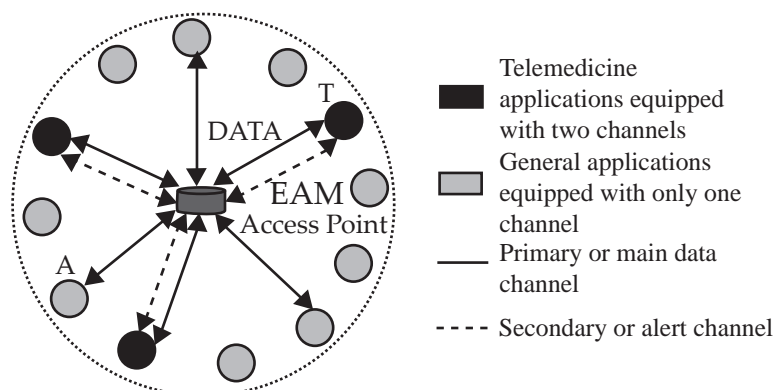 T
DATA
EAM
Access Point
A
Telemedicine
applications equipped
with two channels
General applications
equipped with only one
channel
Primary or main data
channel
Secondary or alert channel